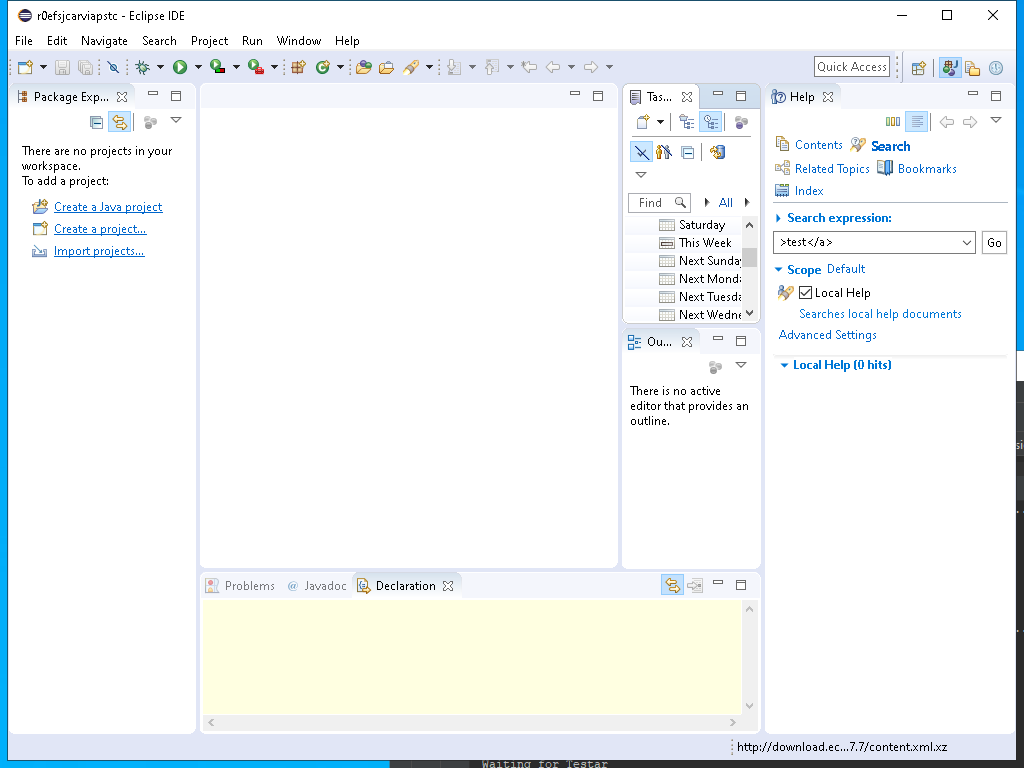 r0efsjcarviapstc - Eclipse IDE
File Edit Navigate Search Project Run Window Help
Quick Access
Package Exp...
There are no projects in your
workspace.
To add a project:
Create a Java project
Create a project...
Import projects...
Tas...
Find
All
Saturday
This Week
Next Sunday
Next Monda
Next Tuesda
Next Wedne
Ou...
There is no active
editor that provides an
outline.
Help
Contents Search
Related Topics Bookmarks
Index
Search expression:
>test</a>
Go
Scope Default
Local Help
Searches local help documents
Advanced Settings
Local Help (0 hits)
Problems @ Javadoc Declaration
http://download.ec...7.7/content.xml.xz
Waiting for Testar